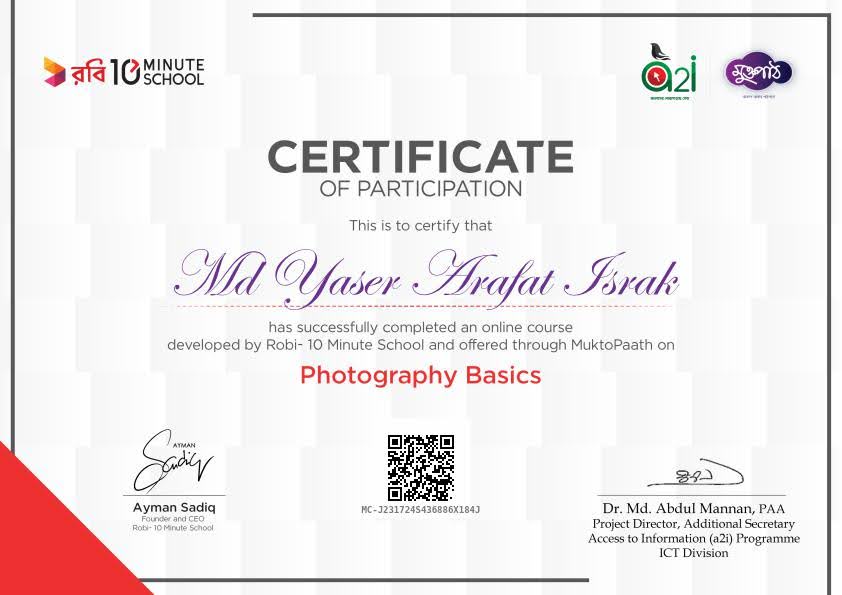 রবি 10 MINUTE SCHOOL
a2i
মুক্তপাঠ
CERTIFICATE
OF PARTICIPATION
This is to certify that
Md Yaser Arafat Israk
has successfully completed an online course
developed by Robi- 10 Minute School and offered through MuktoPaath on
Photography Basics
AYMAN
Sadiq
Ayman Sadiq
Founder and CEO
Robi- 10 Minute School
MC-J231724S436886X184J
Dr. Md. Abdul Mannan, PAA
Project Director, Additional Secretary
Access to Information (a2i) Programme
ICT Division